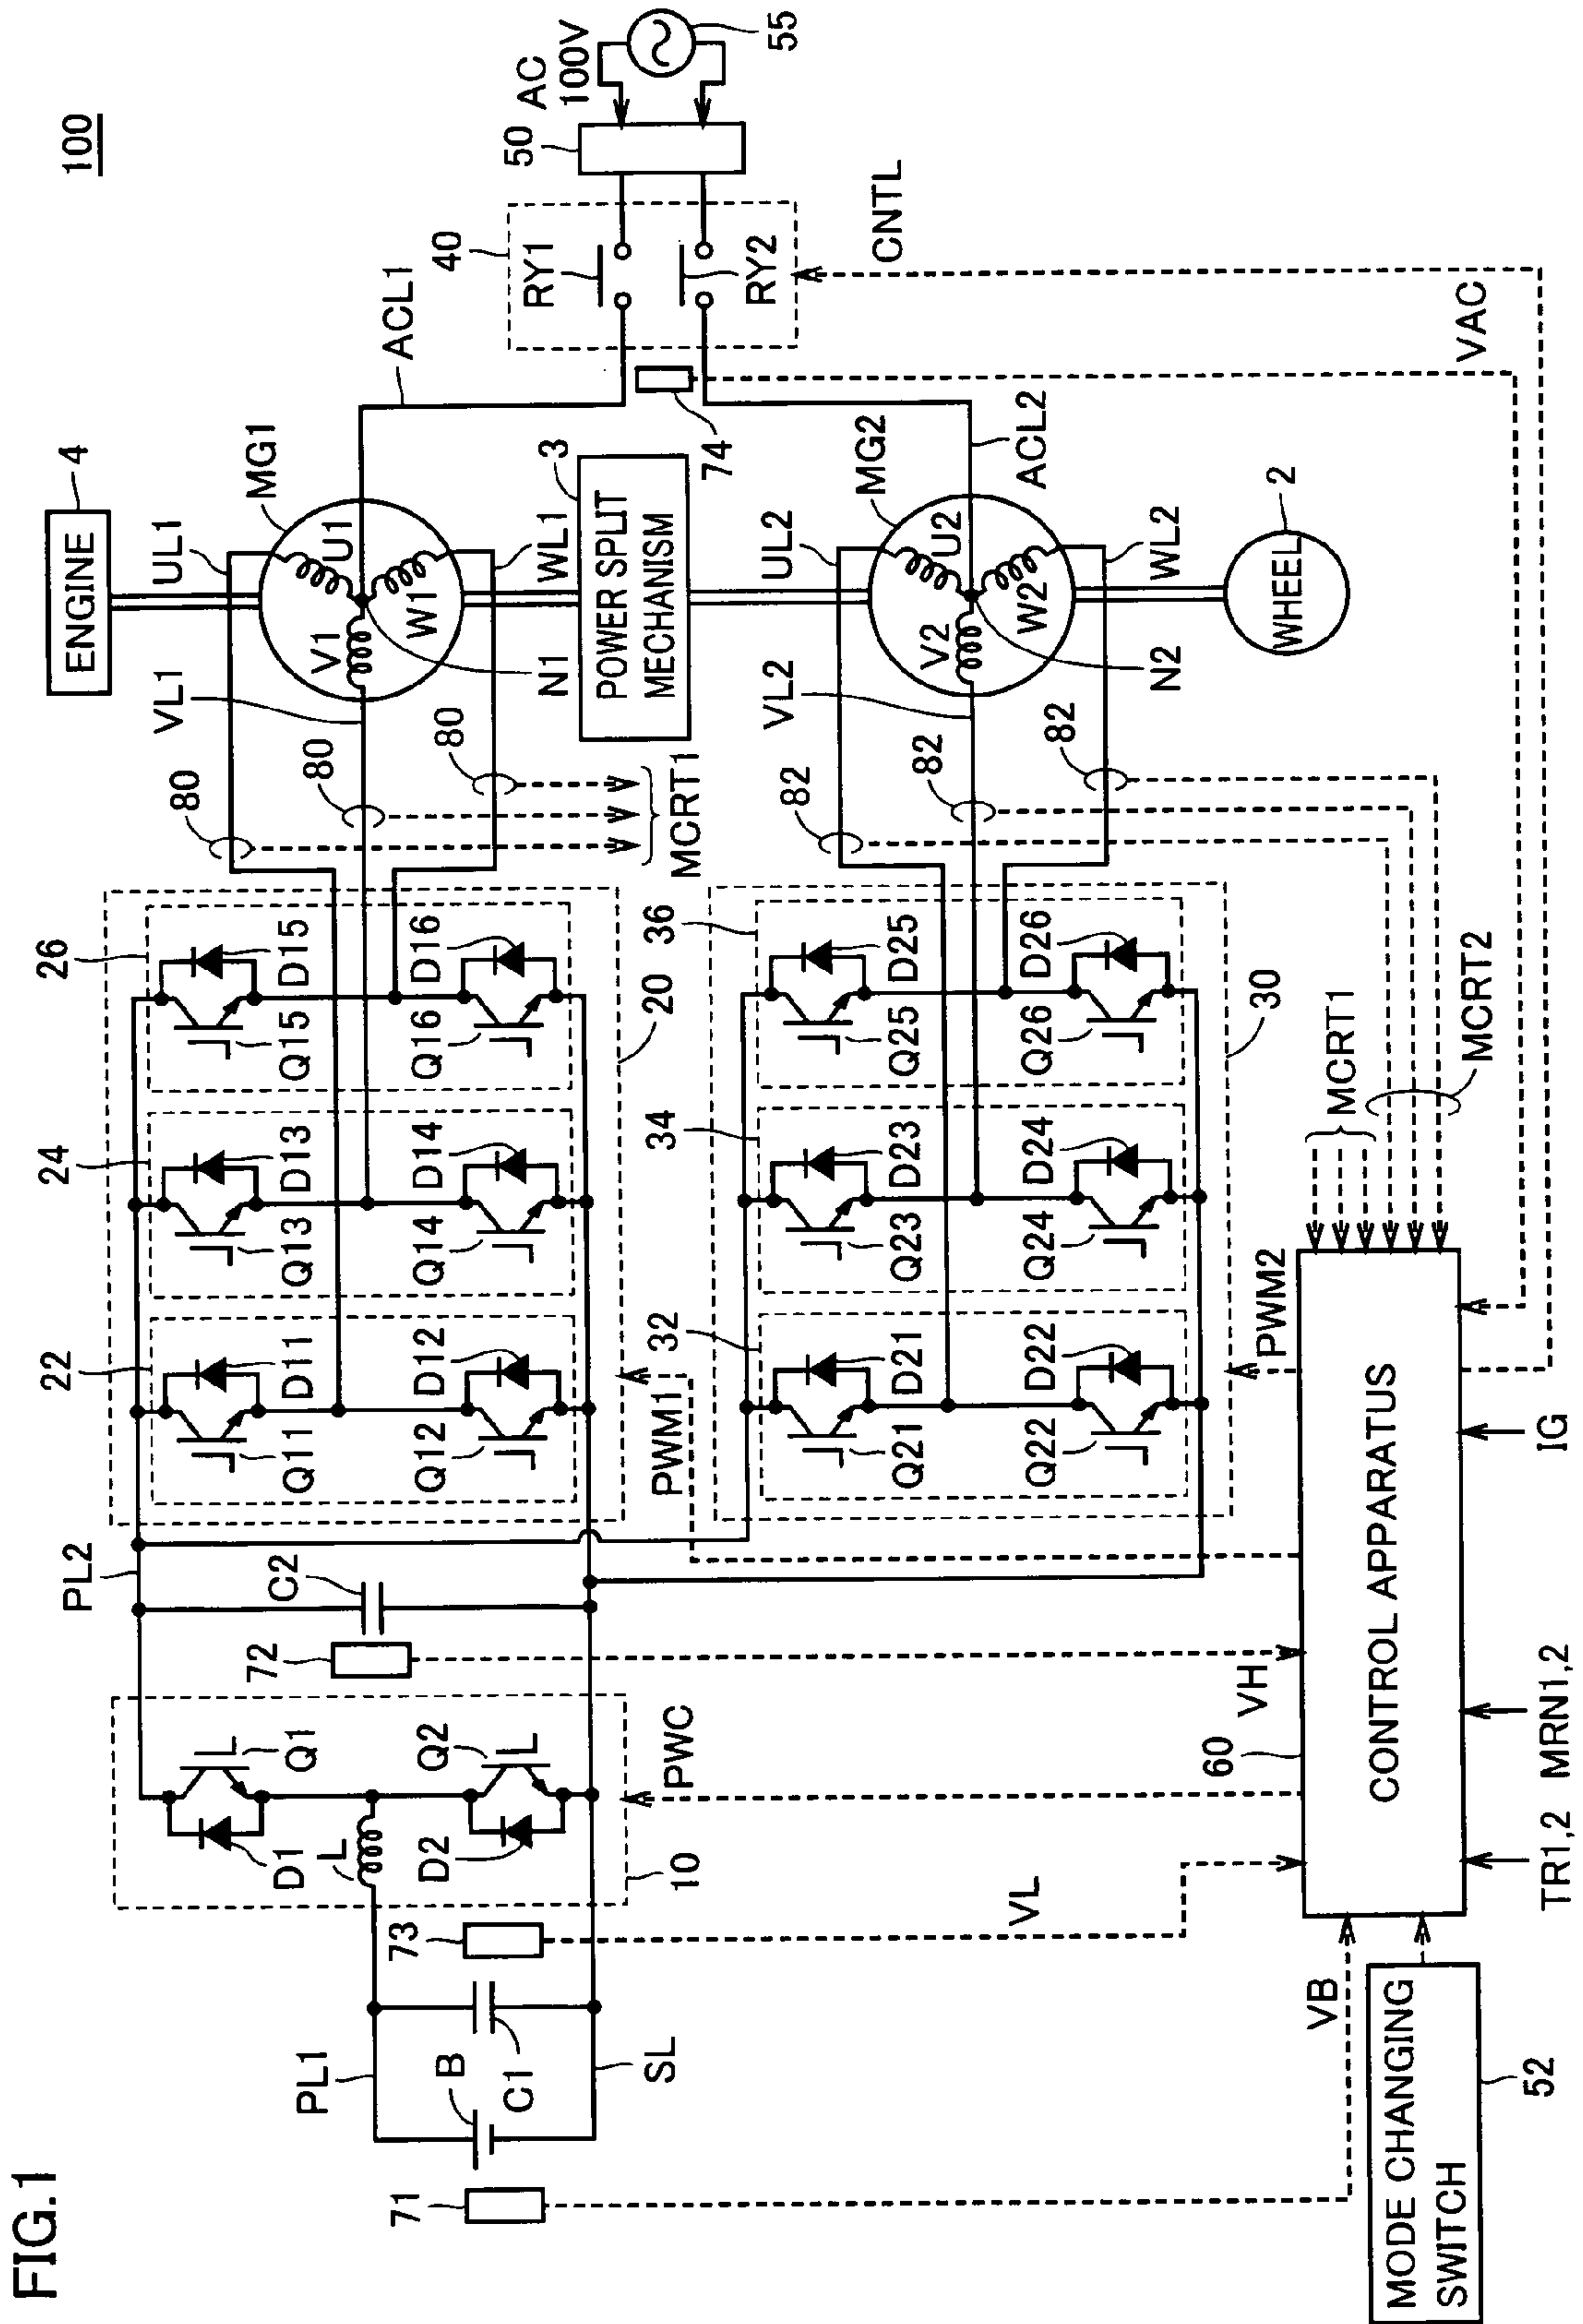 FIG.1
100
ENGINE
4
UL1
MG1
ACL1
U1
V1
W1
VL1
N1
WL1
POWER SPLIT
MECHANISM
3
40
RY1
RY2
50
AC
100V
55
CNTL
VAC
74
UL2
MG2
ACL2
U2
V2
W2
VL2
N2
WL2
WHEEL
2
80
80
80
MCRT1
82
82
82
26
D15
Q15
D16
Q16
24
D13
Q13
D14
Q14
22
D11
Q11
D12
Q12
20
36
D25
Q25
D26
Q26
34
D23
Q23
D24
Q24
32
D21
Q21
D22
Q22
30
PWM1
PWM2
MCRT1
MCRT2
PL2
C2
72
VH
Q1
D1
L
Q2
D2
10
PWC
73
VL
PL1
B
C1
SL
71
VB
60
CONTROL APPARATUS
IG
MRN1,2
TR1,2
MODE CHANGING
SWITCH
52